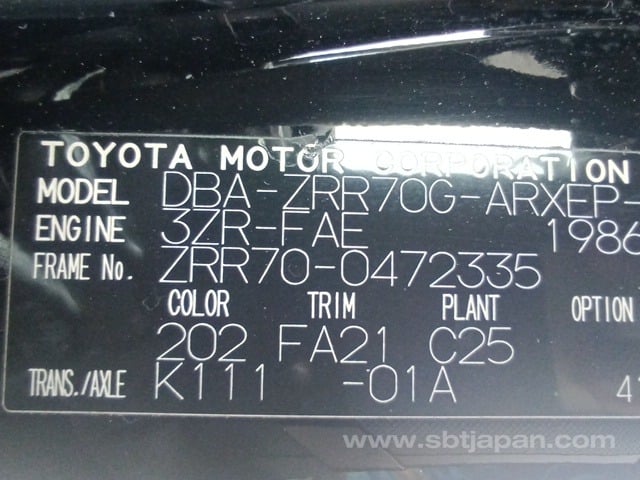 TOYOTA MOTOR CORPORATION
MODEL DBA-ZRR70G-ARXEP-
ENGINE 3ZR-FAE 1986
FRAME No. ZRR70-0472335
COLOR TRIM PLANT OPTION
202 FA21 C25
TRANS./AXLE K111 -01A 41
www.sbtjapan.com